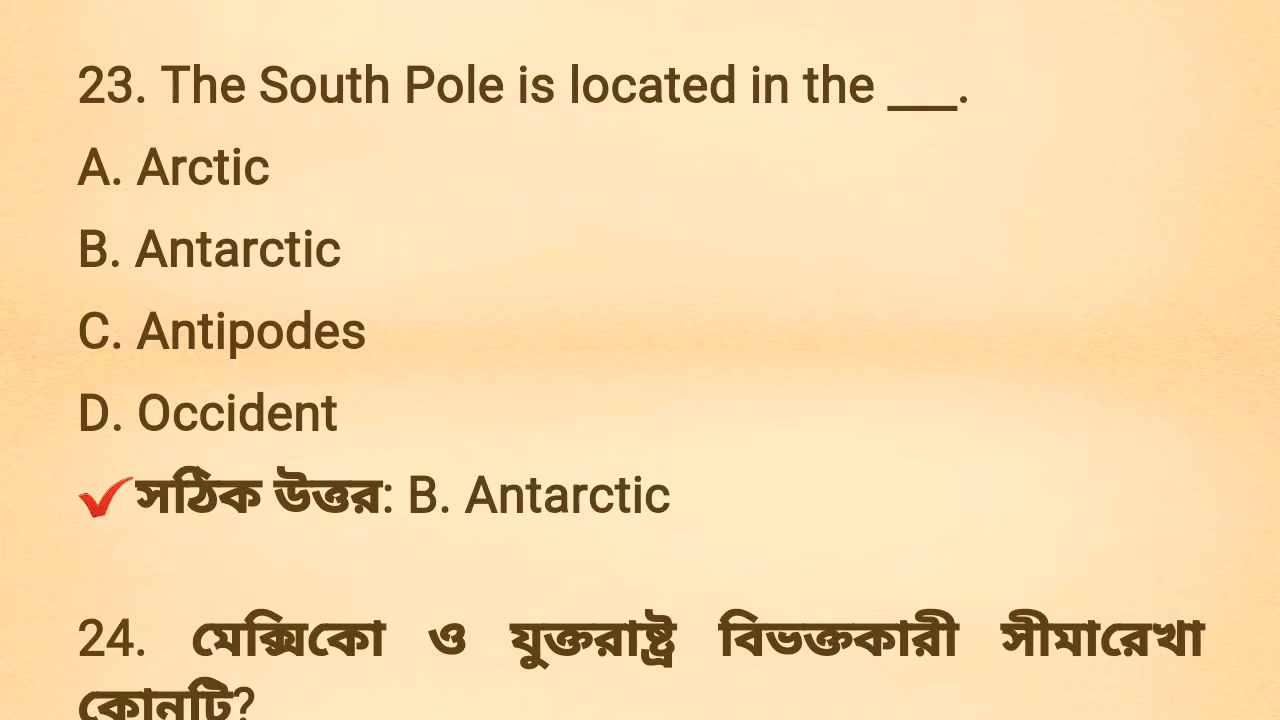 23. The South Pole is located in the ___.
A. Arctic
B. Antarctic
C. Antipodes
D. Occident
✔সঠিক উত্তর: B. Antarctic
24. মেক্সিকো ও যুক্তরাষ্ট্র বিভক্তকারী সীমারেখা
কোনটি?